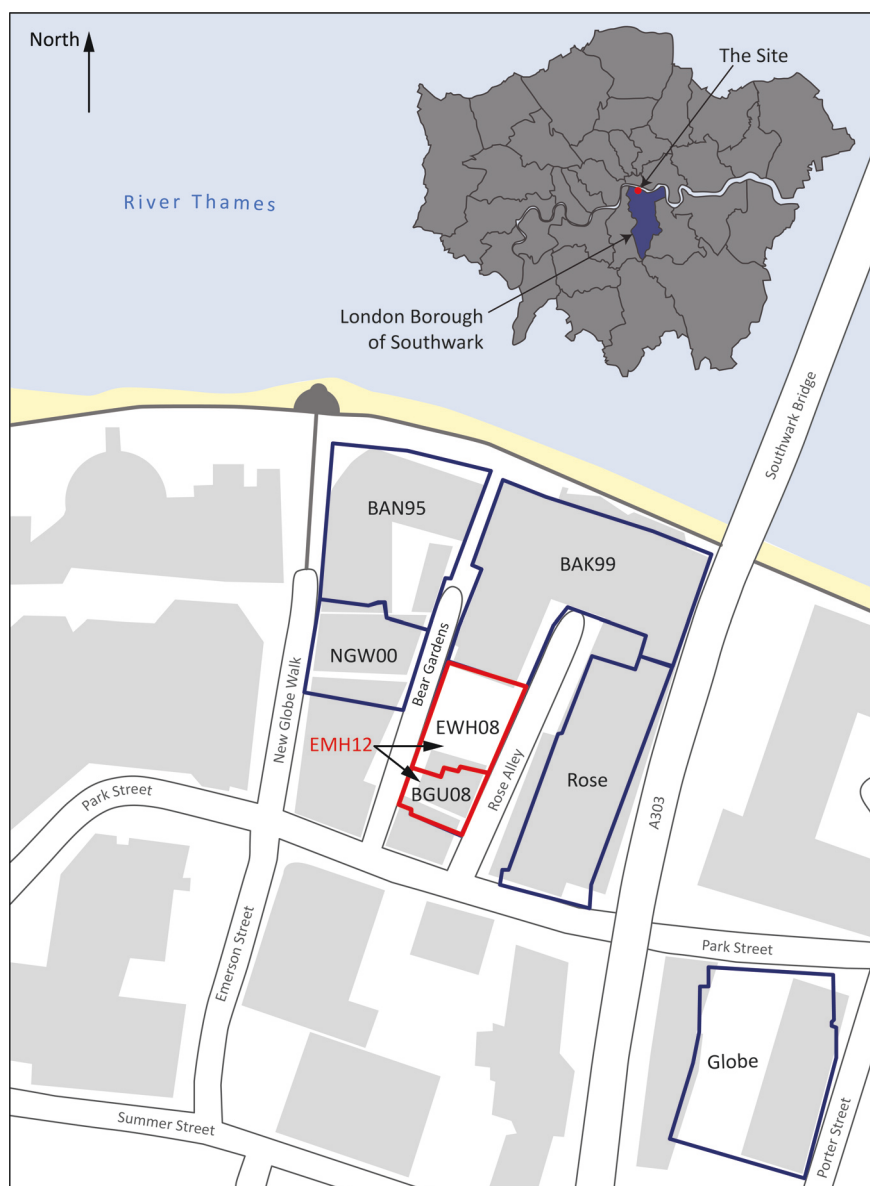 North
The Site
River Thames
London Borough
of Southwark
Southwark Bridge
BAN95
BAK99
NGW00
Bear Gardens
New Globe Walk
EWH08
EMH12
BGU08
Rose Alley
Rose
A303
Park Street
Emerson Street
Park Street
Globe
Summer Street
Porter Street